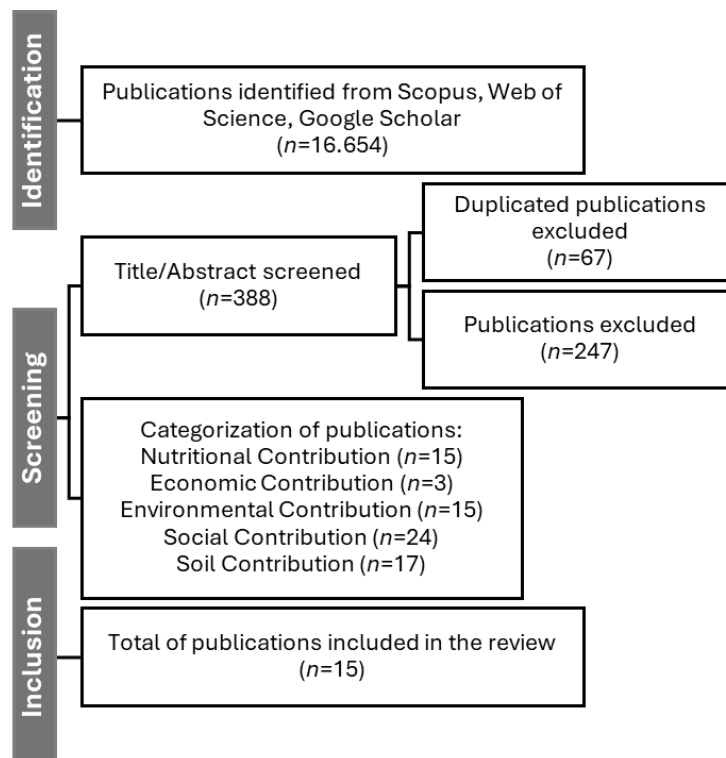 Identification
Publications identified from Scopus, Web of
Science, Google Scholar
(n=16.654)
Screening
Title/Abstract screened
(n=388)
Duplicated publications
excluded
(n=67)
Publications excluded
(n=247)
Categorization of publications:
Nutritional Contribution (n=15)
Economic Contribution (n=3)
Environmental Contribution (n=15)
Social Contribution (n=24)
Soil Contribution (n=17)
Inclusion
Total of publications included in the review
(n=15)